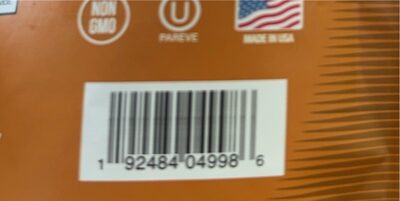 NON
GMO
U
PAREVE
MADE IN USA
1 92484 04998 6